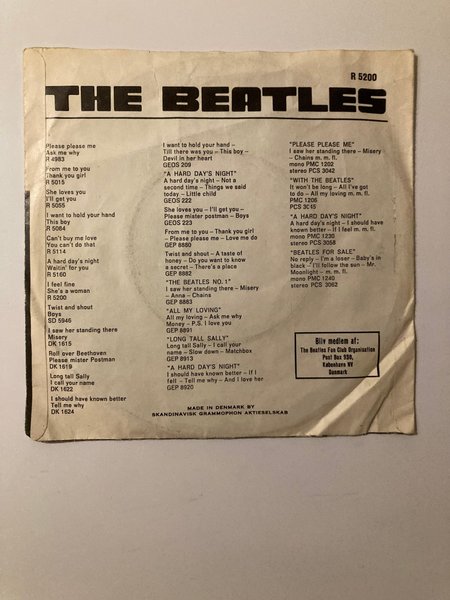 R 5200
THE BEATLES
Please please me
Ask me why
R 4983
From me to you
Thank you girl
R 5015
She loves you
I'll get you
R 5055
I want to hold your hand
This boy
R 5084
Can't buy me love
You can't do that
R 5114
A hard day's night
Waitin' for you
R 5160
I feel fine
She's a woman
R 5200
Twist and shout
Boys
SD 5946
I saw her standing there
Misery
DK 1615
Roll over Beethoven
Please mister Postman
DK 1619
Long tall Sally
I call your name
DK 1622
I should have known better
Tell me why
DK 1624
I want to hold your hand –
Till there was you – This boy –
Devil in her heart
GEOS 209
"A HARD DAY'S NIGHT"
A hard day's night – Not a
second time – Things we said
today – Little child
GEOS 222
She loves you – I'll get you –
Please mister postman – Boys
GEOS 223
From me to you – Thank you girl
– Please please me – Love me do
GEP 8880
Twist and shout – A taste of
honey – Do you want to know
a secret – There's a place
GEP 8882
"THE BEATLES NO. 1"
I saw her standing there – Misery
– Anna – Chains
GEP 8883
"ALL MY LOVING"
All my loving – Ask me why
Money – P.S. I love you
GEP 8891
"LONG TALL SALLY"
Long tall Sally – I call your
name – Slow down – Matchbox
GEP 8913
"A HARD DAY'S NIGHT"
I should have known better – If I
fell – Tell me why – And I love her
GEP 8920
"PLEASE PLEASE ME"
I saw her standing there – Misery
– Chains m. m. fl.
mono PMC 1202
stereo PCS 3042
"WITH THE BEATLES"
It won't be long – All I've got
to do – All my loving m. m. fl.
PMC 1206
PCS 3045
"A HARD DAY'S NIGHT"
A hard day's night – I should have
known better – If I feel m. m. fl.
mono PMC 1230
stereo PCS 3058
"BEATLES FOR SALE"
No reply – I'm a loser – Baby's in
black – I'll follow the sun – Mr.
Moonlight – m. m. fl.
mono PMC 1240
stereo PCS 3062
Bliv medlem af:
The Beatles Fan Club Organisation
Post Box 930,
København NV
Danmark
MADE IN DENMARK BY
SKANDINAVISK GRAMMOPHON AKTIESELSKAB